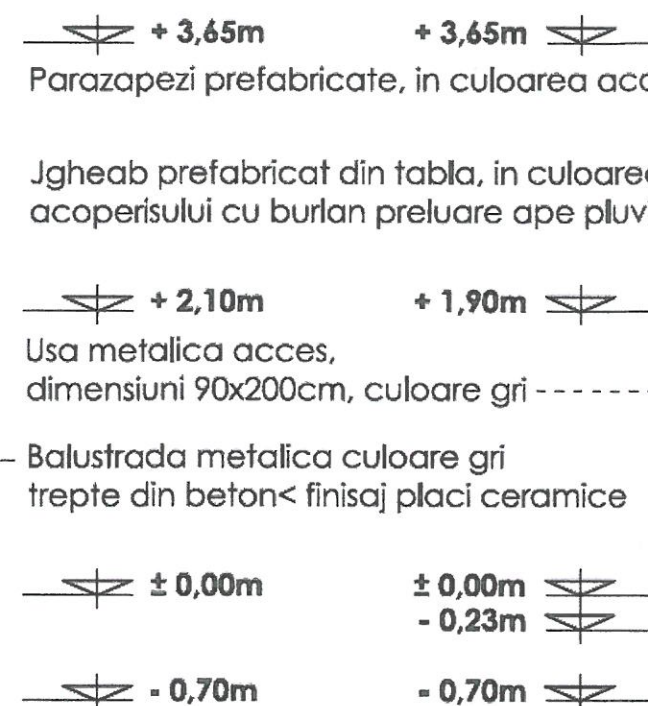 + 3,65m + 3,65m
Parazapezi prefabricate, in culoarea
Jgheab prefabricat din tabla, in
acoperisului cu burlan preluare ape
+ 2,10m + 1,90m
Usa metalica acces,
dimensiuni 90x200cm, culoare gri
Balustrada metalica culoare gri
trepte din beton< finisaj placi ceramice
± 0,00m ± 0,00m
- 0,23m
- 0,70m - 0,70m